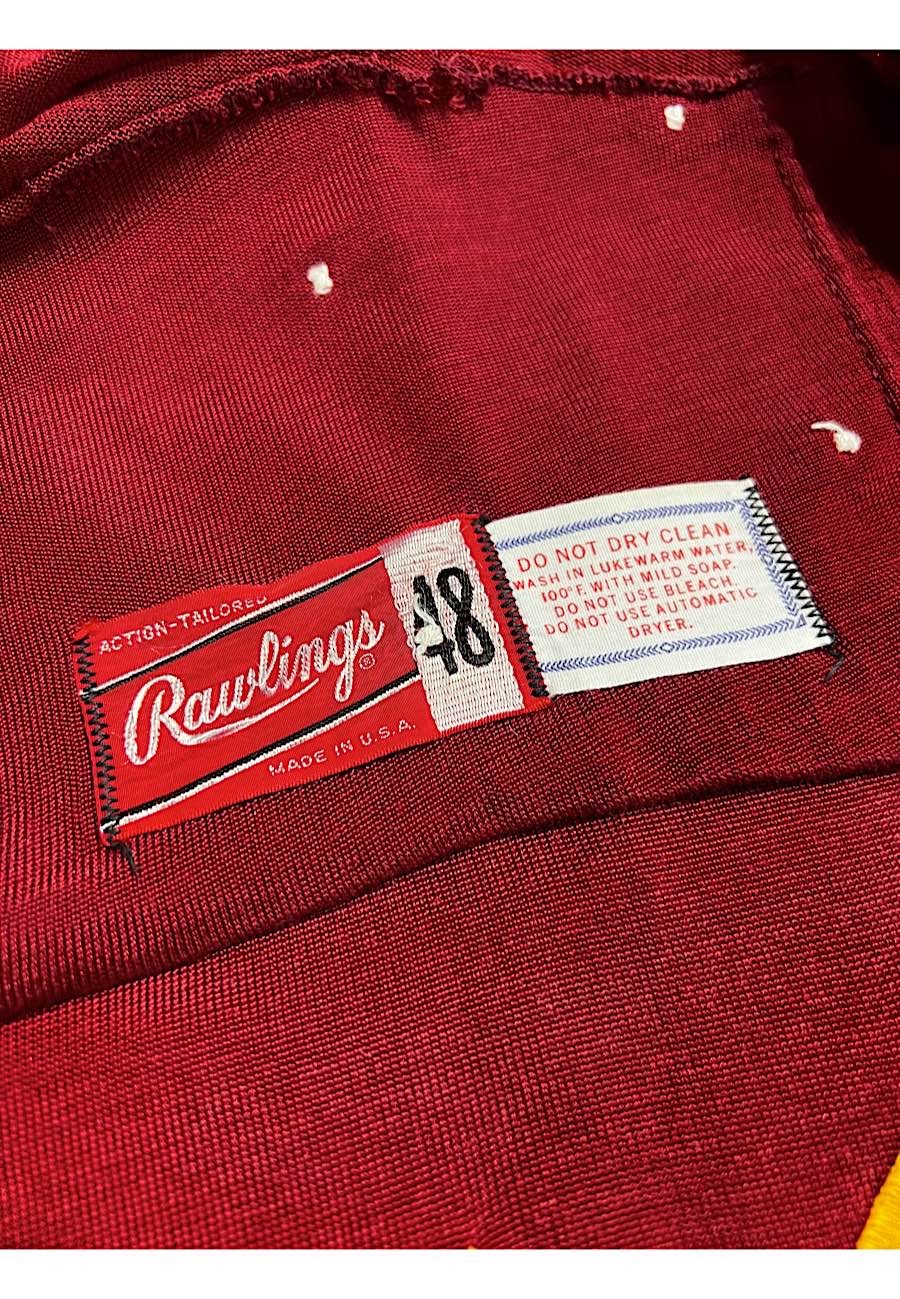 ACTION-TAILORED
Rawlings®
MADE IN U.S.A.
48
DO NOT DRY CLEAN
WASH IN LUKEWARM WATER,
100°F. WITH MILD SOAP.
DO NOT USE BLEACH.
DO NOT USE AUTOMATIC
DRYER.